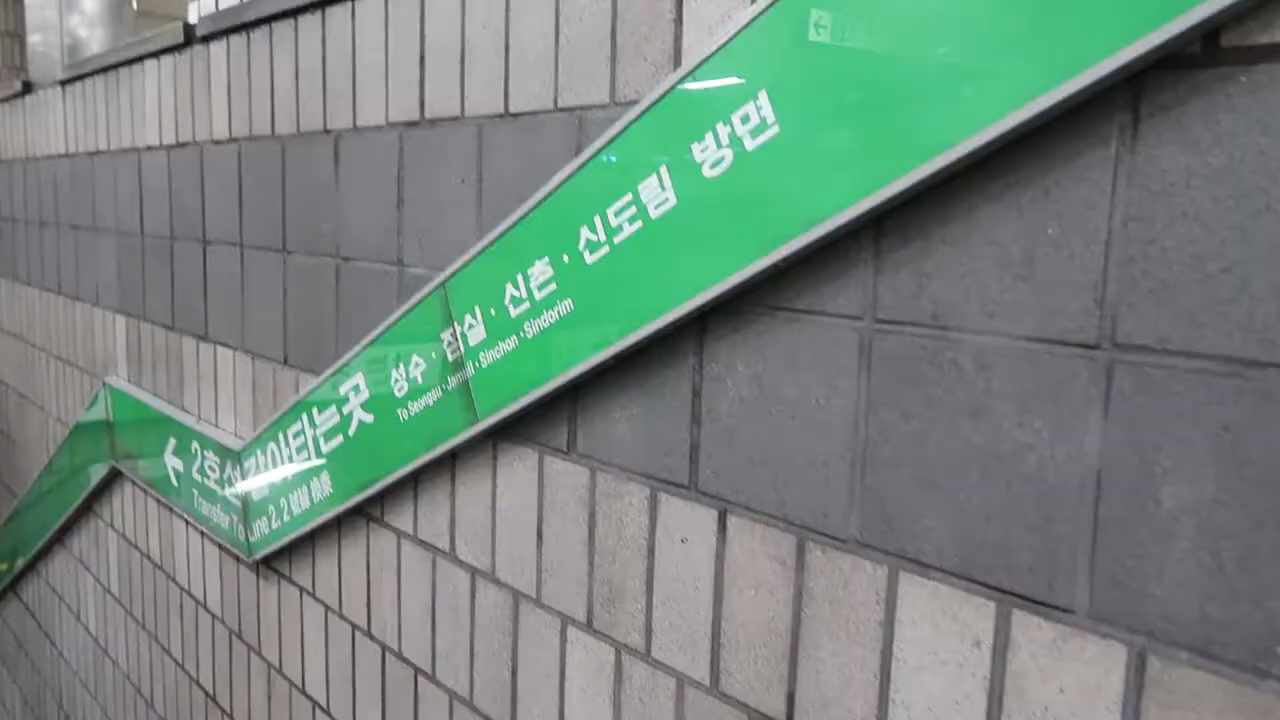 ← 2호선 갈아타는곳
Transfer To Line 2, 2 號線 換乘
성수 · 잠실 · 신촌 · 신도림 방면
To Seongsu · Jamsil · Sinchon · Sindorim